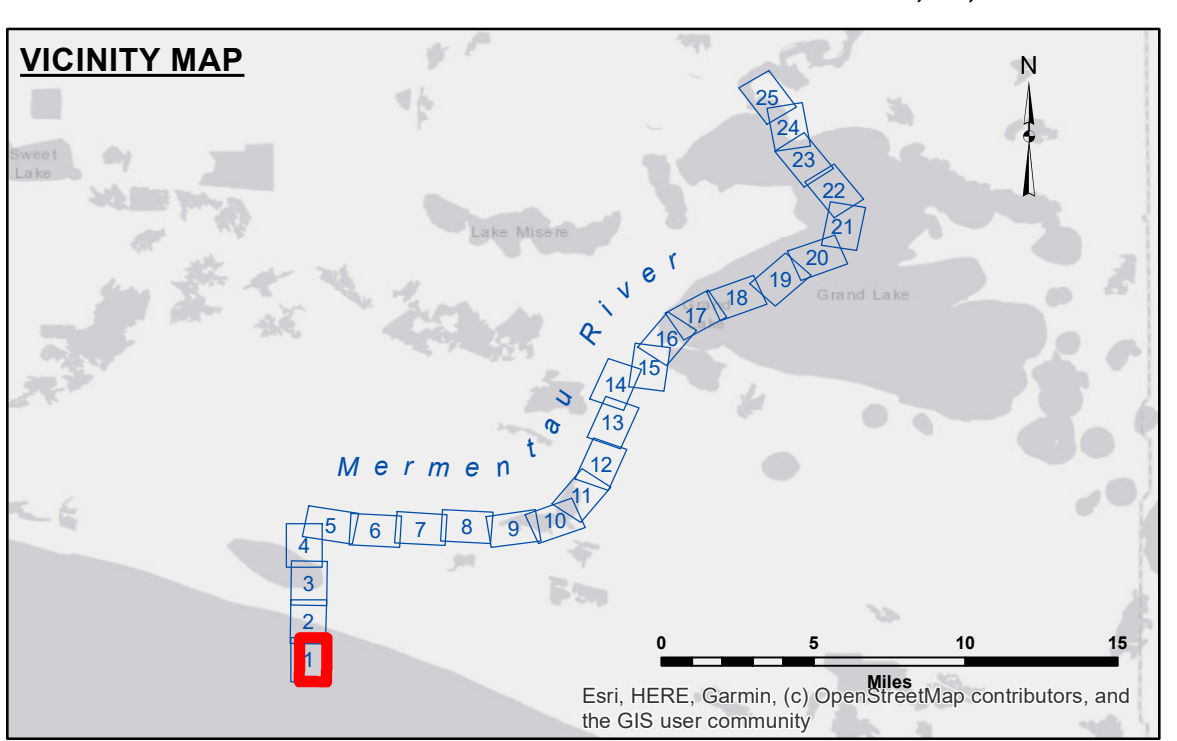 VICINITY MAP
N
Sweet
Lake
Lake Misere
Grand Lake
Grand
Lake
Mermentau River
25
24
23
22
21
20
19
18
17
16
15
14
13
12
11
10
9
8
7
6
5
4
3
2
1
0 5 10 15
Miles
Esri, HERE, Garmin, (c) OpenStreetMap contributors, and
the GIS user community